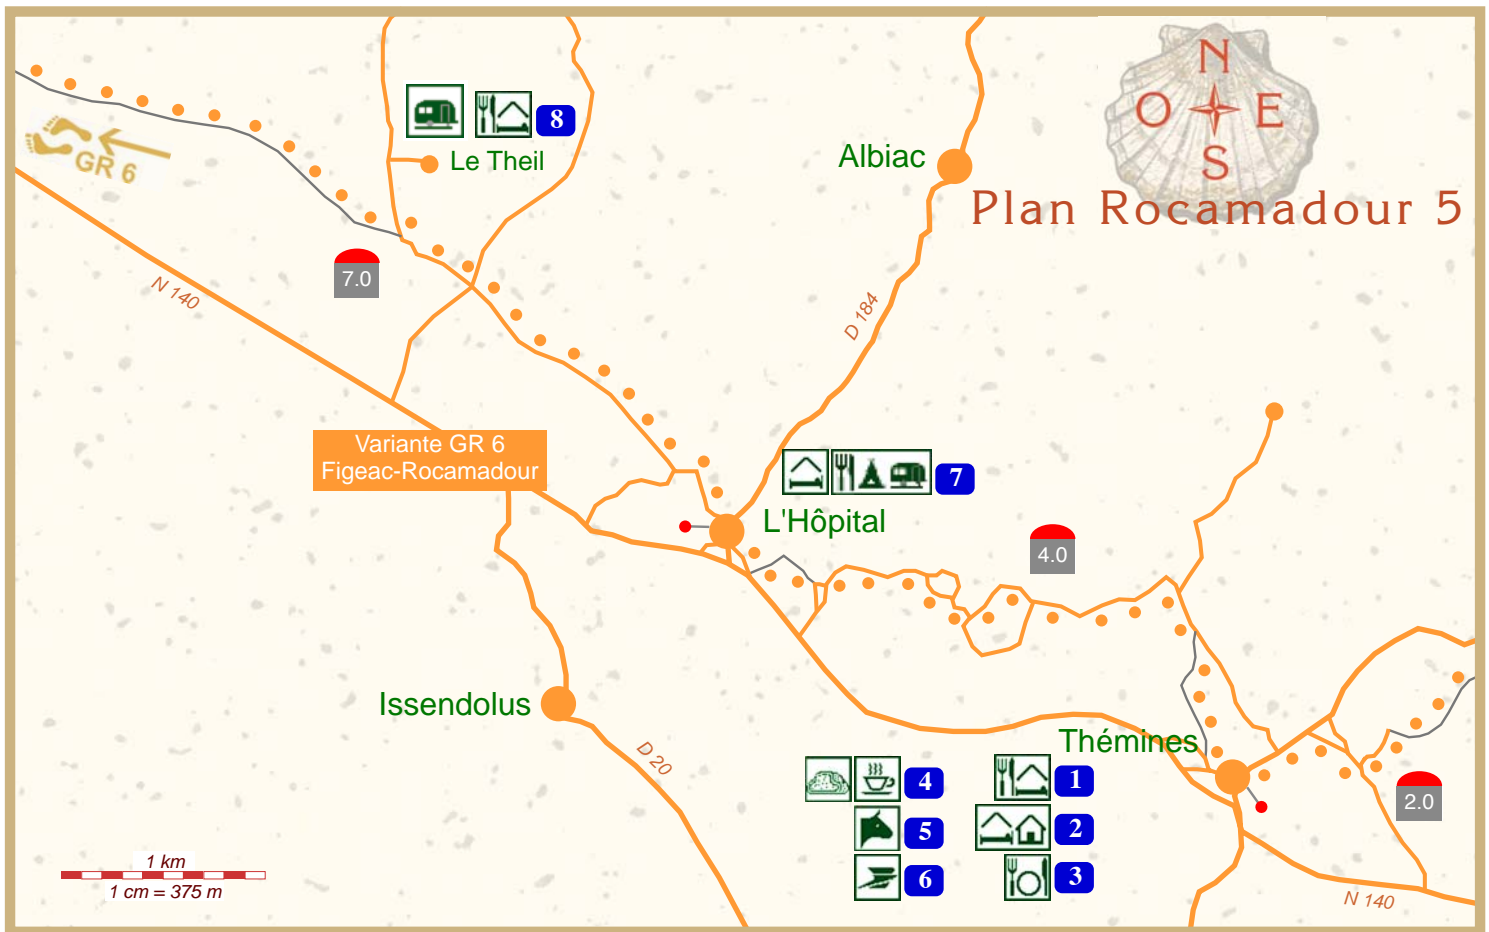 N
O E
S
Plan Rocamadour 5
GR 6
8
Le Theil
Albiac
7.0
N 140
D 184
Variante GR 6
Figeac-Rocamadour
7
L'Hôpital
4.0
Issendolus
D 20
Thémines
4
1
5
2
6
3
2.0
1 km
1 cm = 375 m
N 140